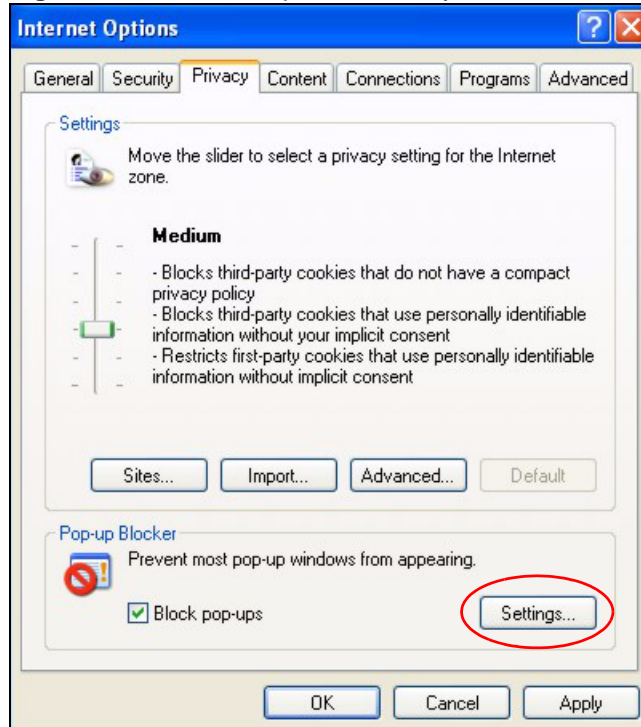 Internet Options
General Security Privacy Content Connections Programs Advanced
Settings
Move the slider to select a privacy setting for the Internet
zone.
Medium
- Blocks third-party cookies that do not have a compact
privacy policy
- Blocks third-party cookies that use personally identifiable
information without your implicit consent
- Restricts first-party cookies that use personally identifiable
information without implicit consent
Sites... Import... Advanced... Default
Pop-up Blocker
Prevent most pop-up windows from appearing.
Block pop-ups
Settings...
OK Cancel Apply